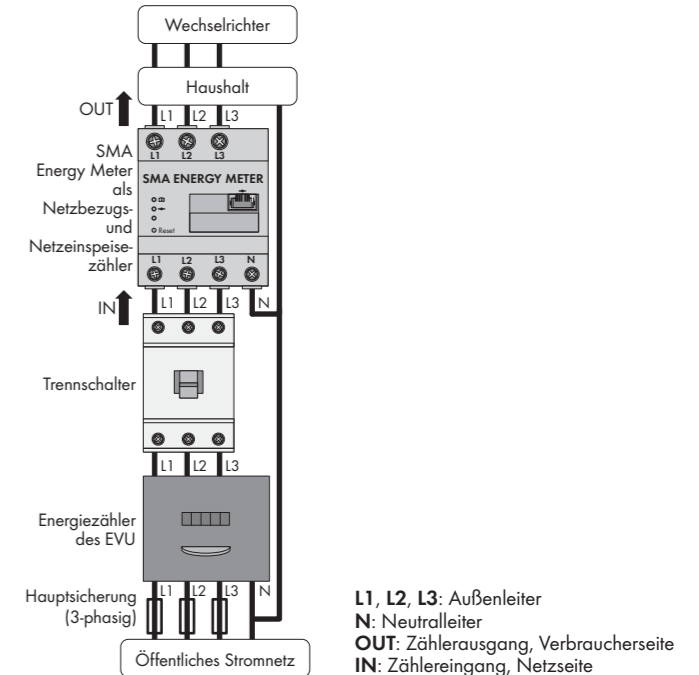 Wechselrichter
Haushalt
OUT
L1 L2 L3
L1 L2 L3
SMA
Energy Meter
als
Netzbezugs-
und
Netzeinspeise-
zähler
SMA ENERGY METER
Reset
L1 L2 L3 N
IN
L1 L2 L3 N
Trennschalter
L1 L2 L3
Energiezähler
des EVU
L1 L2 L3 N
Hauptsicherung
(3-phasig)
Öffentliches Stromnetz
L1, L2, L3: Außenleiter
N: Neutralleiter
OUT: Zählerausgang, Verbraucherseite
IN: Zählereingang, Netzseite